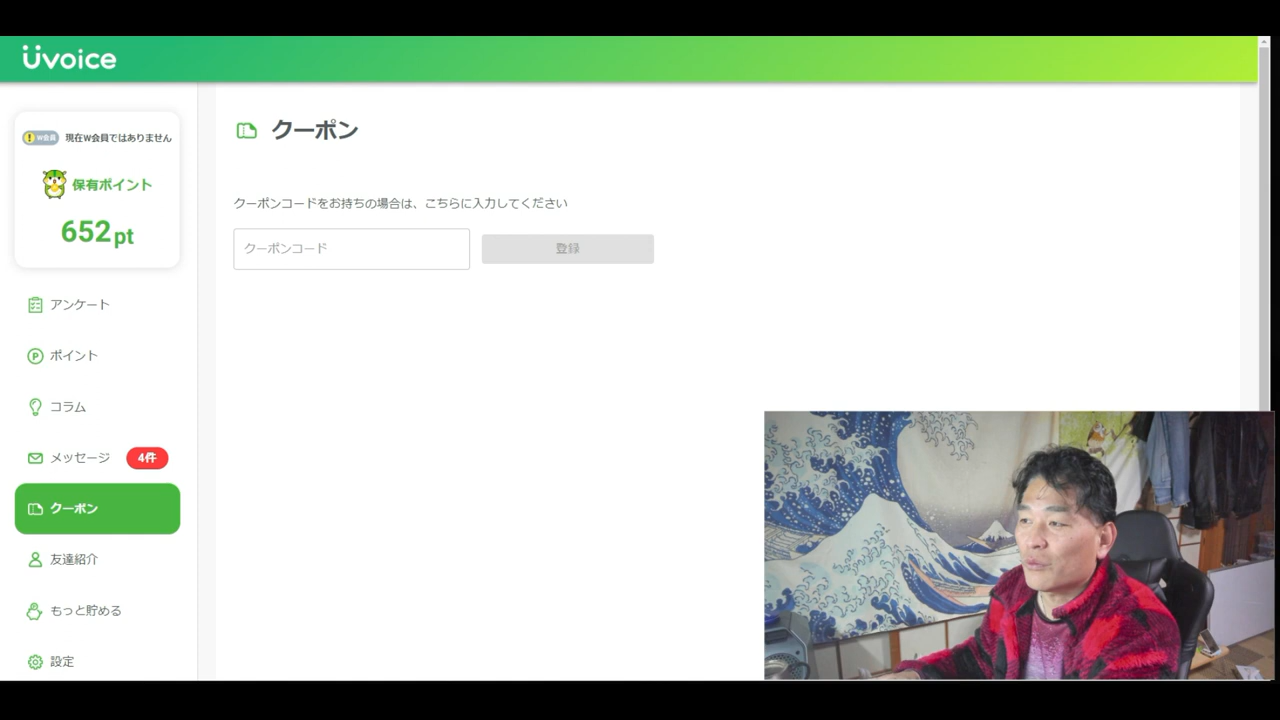 Üvoice
W会員 現在W会員ではありません
保有ポイント
652pt
アンケート
ポイント
コラム
メッセージ 4件
クーポン
友達紹介
もっと貯める
設定
クーポン
クーポンコードをお持ちの場合は、こちらに入力してください
クーポンコード 登録